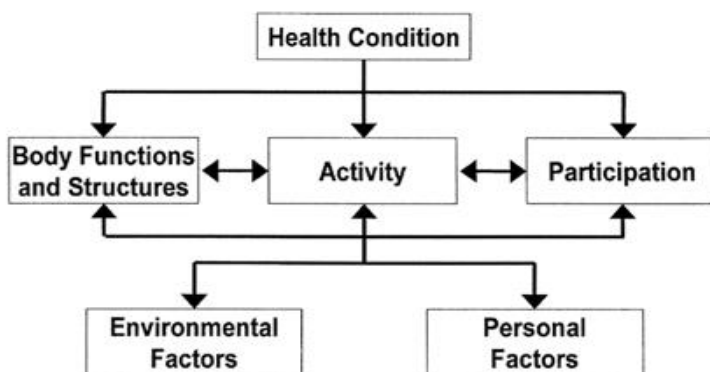 Health Condition
Body Functions
and Structures
Activity
Participation
Environmental
Factors
Personal
Factors